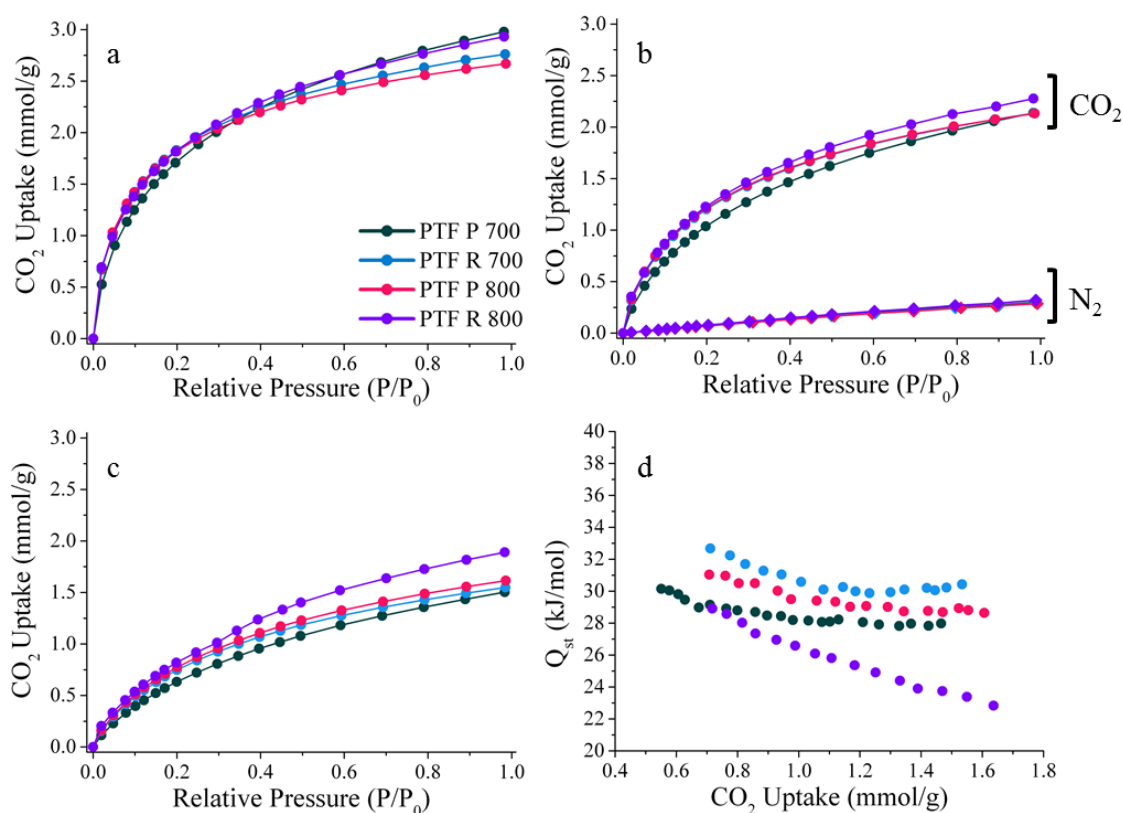 a
CO₂ Uptake (mmol/g)
3.0
2.5
2.0
1.5
1.0
0.5
0.0
PTF P 700
PTF R 700
PTF P 800
PTF R 800
0.0 0.2 0.4 0.6 0.8 1.0
Relative Pressure (P/P₀)
b
CO₂ Uptake (mmol/g)
3.0
2.5
2.0
1.5
1.0
0.5
0.0
CO₂
N₂
0.0 0.2 0.4 0.6 0.8 1.0
Relative Pressure (P/P₀)
c
CO₂ Uptake (mmol/g)
3.0
2.5
2.0
1.5
1.0
0.5
0.0
0.0 0.2 0.4 0.6 0.8 1.0
Relative Pressure (P/P₀)
d
Qst (kJ/mol)
40
38
36
34
32
30
28
26
24
22
20
0.4 0.6 0.8 1.0 1.2 1.4 1.6 1.8
CO₂ Uptake (mmol/g)